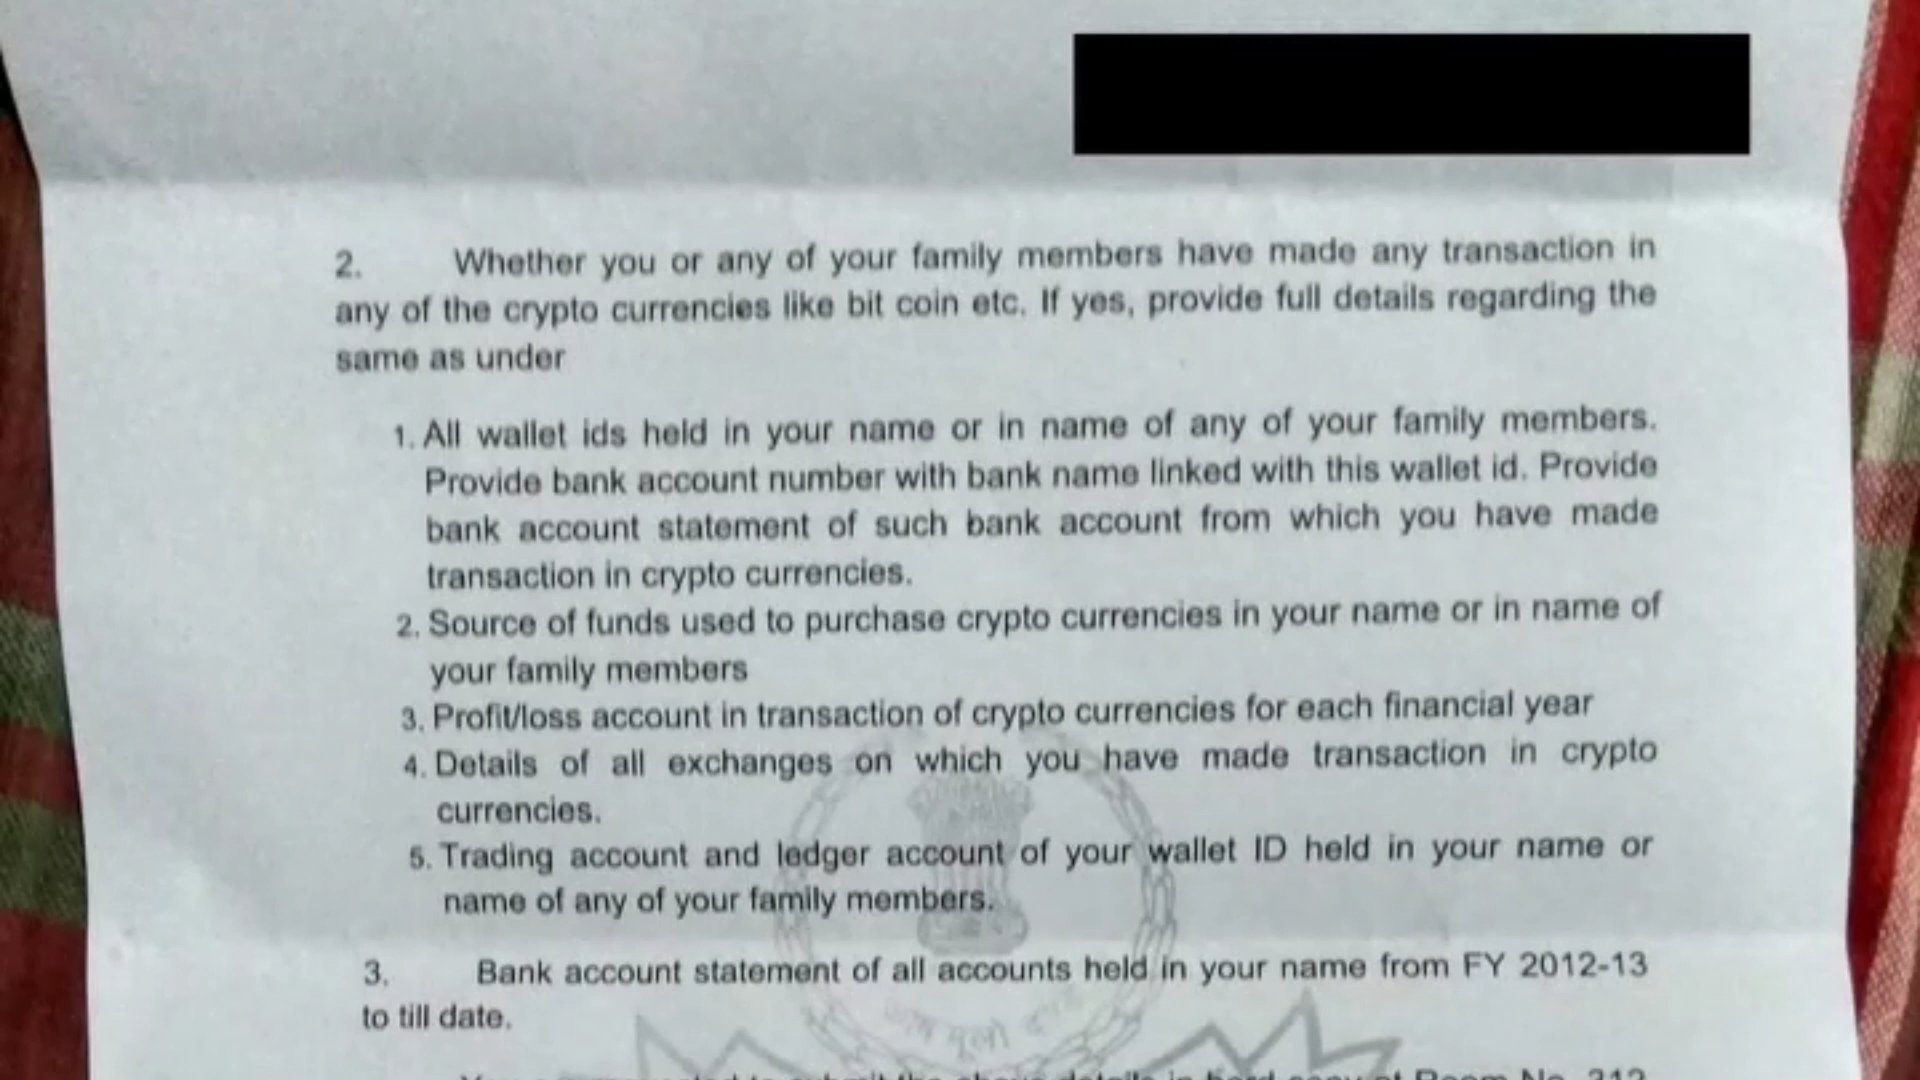 2. Whether you or any of your family members have made any transaction in
any of the crypto currencies like bit coin etc. If yes, provide full details regarding the
same as under
1. All wallet ids held in your name or in name of any of your family members.
Provide bank account number with bank name linked with this wallet id. Provide
bank account statement of such bank account from which you have made
transaction in crypto currencies.
2. Source of funds used to purchase crypto currencies in your name or in name of
your family members
3. Profit/loss account in transaction of crypto currencies for each financial year
4. Details of all exchanges on which you have made transaction in crypto
currencies.
5. Trading account and ledger account of your wallet ID held in your name or
name of any of your family members.
3. Bank account statement of all accounts held in your name from FY 2012-13
to till date.
मूलो